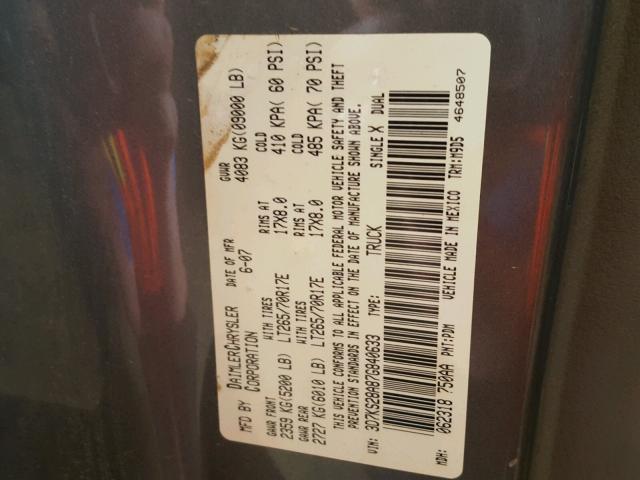 MFD BY DAIMLERCHRYSLER CORPORATION DATE OF MFR 6-07 GVWR 4083 KG(09000 LB)
GAWR FRONT 2359 KG(5200 LB) WITH TIRES LT265/70R17E RIMS AT 17X8.0 COLD 410 KPA( 60 PSI)
GAWR REAR 2727 KG(6010 LB) WITH TIRES LT265/70R17E RIMS AT 17X8.0 COLD 485 KPA( 70 PSI)
THIS VEHICLE CONFORMS TO ALL APPLICABLE FEDERAL MOTOR VEHICLE SAFETY AND THEFT
PREVENTION STANDARDS IN EFFECT ON THE DATE OF MANUFACTURE SHOWN ABOVE.
VIN: 3D7KS28A87G840633 TYPE: TRUCK SINGLE X DUAL
MDH: 062318 750AA PNT:PDM VEHICLE MADE IN MEXICO TRM:M9D5 4648507